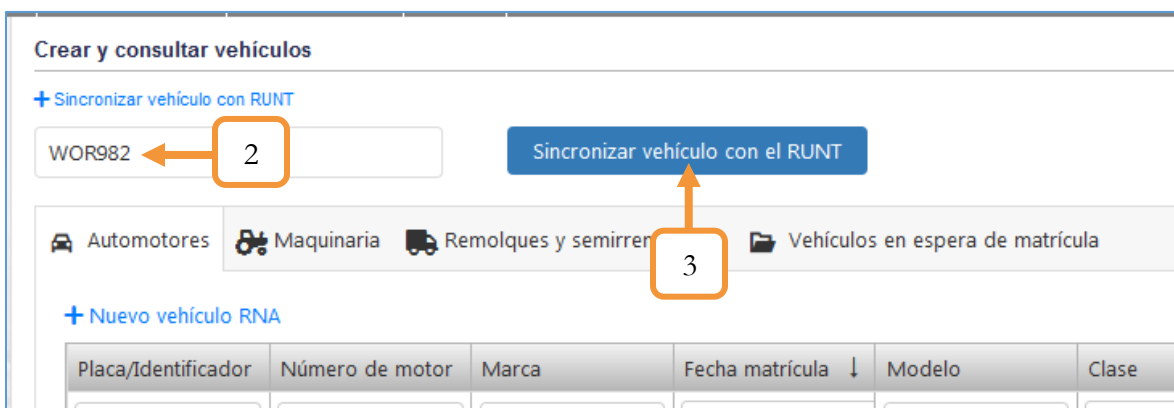 Crear y consultar vehículos
+ Sincronizar vehículo con RUNT
WOR982
2
Sincronizar vehículo con el RUNT
Automotores
Maquinaria
Remolques y
Vehículos en espera de matrícula
3
+ Nuevo vehículo RNA
Placa/Identificador Número de motor Marca Fecha matrícula ↓ Modelo Clase